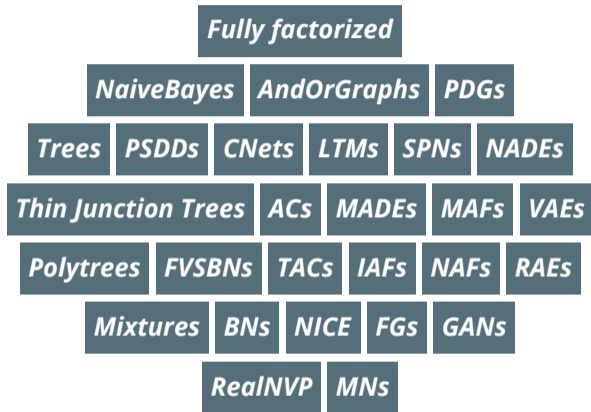 Fully factorized
NaiveBayes AndOrGraphs PDGs
Trees PSDDs CNets LTMs SPNs NADEs
Thin Junction Trees ACs MADEs MAFs VAEs
Polytrees FVSBNs TACs IAFs NAFs RAEs
Mixtures BNs NICE FGs GANs
RealNVP MNs